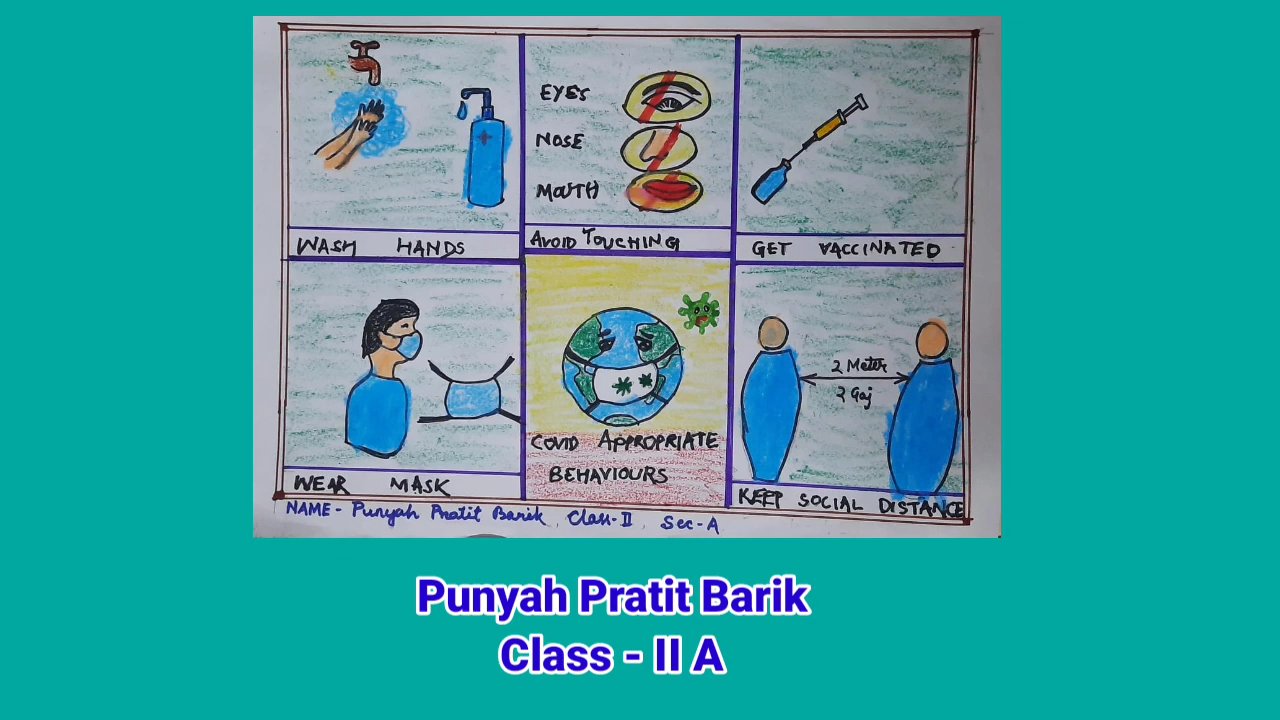 EYES
NOSE
MOUTH
WASH HANDS
AVOID TOUCHING
GET VACCINATED
2 Meter
2 Gaj
COVID APPROPRIATE
BEHAVIOURS
WEAR MASK
KEEP SOCIAL DISTANCE
NAME- Punyah Pratit Barik, Class-II, Sec-A
Punyah Pratit Barik
Class - II A